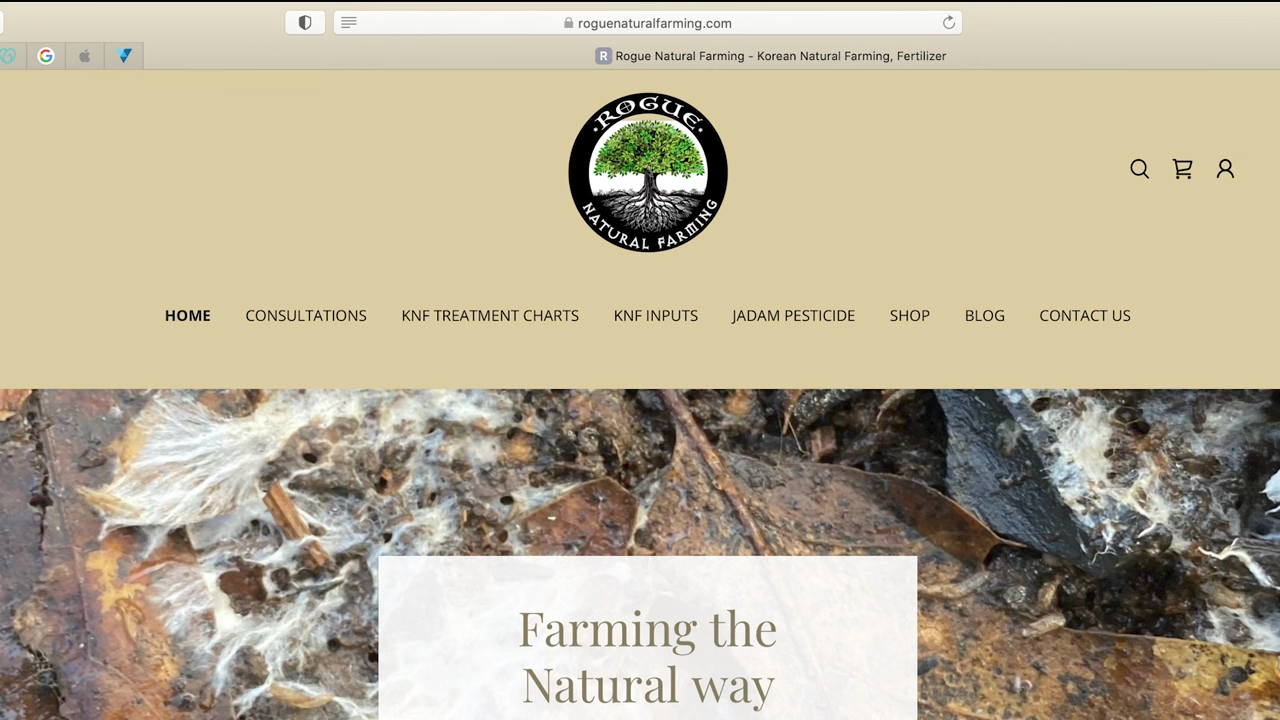 roguenaturalfarming.com
R Rogue Natural Farming - Korean Natural Farming, Fertilizer
ROGUE
NATURAL FARMING
HOME CONSULTATIONS KNF TREATMENT CHARTS KNF INPUTS JADAM PESTICIDE SHOP BLOG CONTACT US
Farming the
Natural way